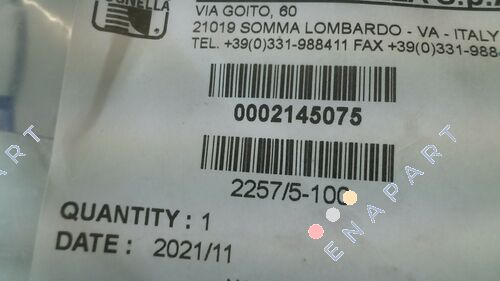 VIA GOITO, 60
21019 SOMMA LOMBARDO - VA - ITALY
TEL. +39(0)331-988411 FAX +39(0)331-988
0002145075
2257/5-100
QUANTITY : 1
DATE : 2021/11
ENAPART